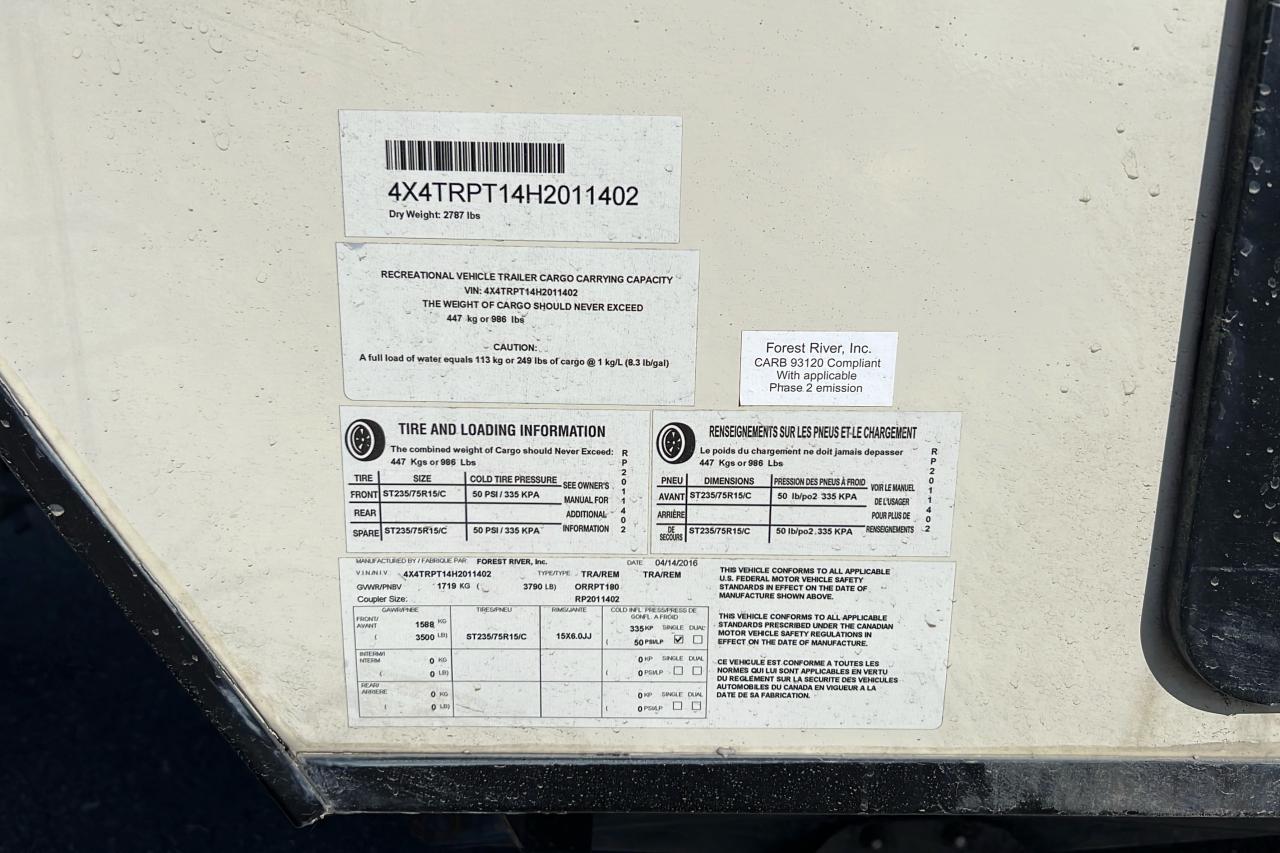 4X4TRPT14H2011402
Dry Weight: 2787 lbs
RECREATIONAL VEHICLE TRAILER CARGO CARRYING CAPACITY
VIN: 4X4TRPT14H2011402
THE WEIGHT OF CARGO SHOULD NEVER EXCEED
447 kg or 986 lbs
CAUTION:
A full load of water equals 113 kg or 249 lbs of cargo @ 1 kg/L (8.3 lb/gal)
Forest River, Inc.
CARB 93120 Compliant
With applicable
Phase 2 emission
TIRE AND LOADING INFORMATION
The combined weight of Cargo should Never Exceed:
447 Kgs or 986 Lbs
TIRE SIZE COLD TIRE PRESSURE
FRONT ST235/75R15/C 50 PSI / 335 KPA
REAR
SPARE ST235/75R15/C 50 PSI / 335 KPA
SEE OWNER'S
MANUAL FOR
ADDITIONAL
INFORMATION
RP2011402
RENSEIGNEMENTS SUR LES PNEUS ET LE CHARGEMENT
Le poids du chargement ne doit jamais depasser
447 Kgs or 986 Lbs
PNEU DIMENSIONS PRESSION DES PNEUS À FROID
AVANT ST235/75R15/C 50 lb/po2 335 KPA
ARRIÈRE
DE SECOURS ST235/75R15/C 50 lb/po2 335 KPA
VOIR LE MANUEL
DE L'USAGER
POUR PLUS DE
RENSEIGNEMENTS
RP2011402
MANUFACTURED BY / FABRIQUE PAR FOREST RIVER, Inc. DATE 04/14/2016
V.I.N./N.I.V. 4X4TRPT14H2011402 TYPE/TYPE TRA/REM TRA/REM
GVWR/PNBV 1719 KG ( 3790 LB) ORRPT180
Coupler Size: RP2011402
GAWR/PNBE TIRES/PNEU RIMS/JANTE COLD INFL. PRESS/PRESS DE GONFL. A FROID
FRONT/ AVANT 1588 KG 335 KP SINGLE DUAL
( 3500 LB) ST235/75R15/C 15X6.0JJ ( 50 PSI/LP
INTERM/I NTERM 0 KG 0 KP SINGLE DUAL
( 0 LB) ( 0 PSI/LP
REAR/ ARRIERE 0 KG 0 KP SINGLE DUAL
( 0 LB) ( 0 PSI/LP
THIS VEHICLE CONFORMS TO ALL APPLICABLE
U.S. FEDERAL MOTOR VEHICLE SAFETY
STANDARDS IN EFFECT ON THE DATE OF
MANUFACTURE SHOWN ABOVE.
THIS VEHICLE CONFORMS TO ALL APPLICABLE
STANDARDS PRESCRIBED UNDER THE CANADIAN
MOTOR VEHICLE SAFETY REGULATIONS IN
EFFECT ON THE DATE OF MANUFACTURE.
CE VEHICULE EST CONFORME A TOUTES LES
NORMES QUI LUI SONT APPLICABLES EN VERTU
DU REGLEMENT SUR LA SECURITE DES VEHICULES
AUTOMOBILES DU CANADA EN VIGUEUR A LA
DATE DE SA FABRICATION.